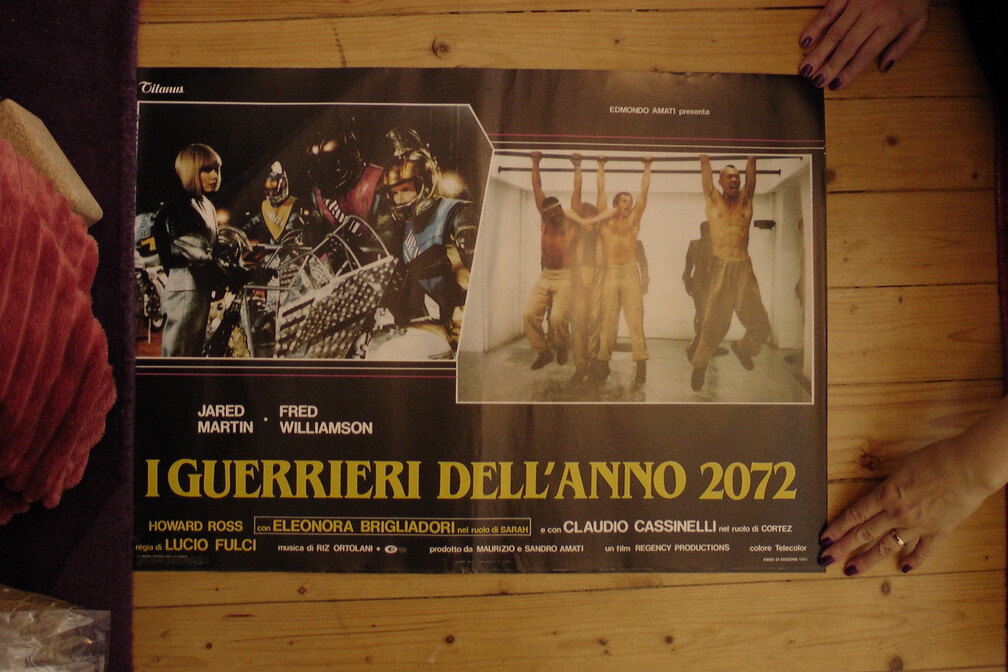 Titanus
EDMONDO AMATI presenta
JARED MARTIN · FRED WILLIAMSON
I GUERRIERI DELL'ANNO 2072
HOWARD ROSS con ELEONORA BRIGLIADORI nel ruolo di SARAH e con CLAUDIO CASSINELLI nel ruolo di CORTEZ
regia di LUCIO FULCI musica di RIZ ORTOLANI • prodotto da MAURIZIO e SANDRO AMATI un film REGENCY PRODUCTIONS colore Telecolor